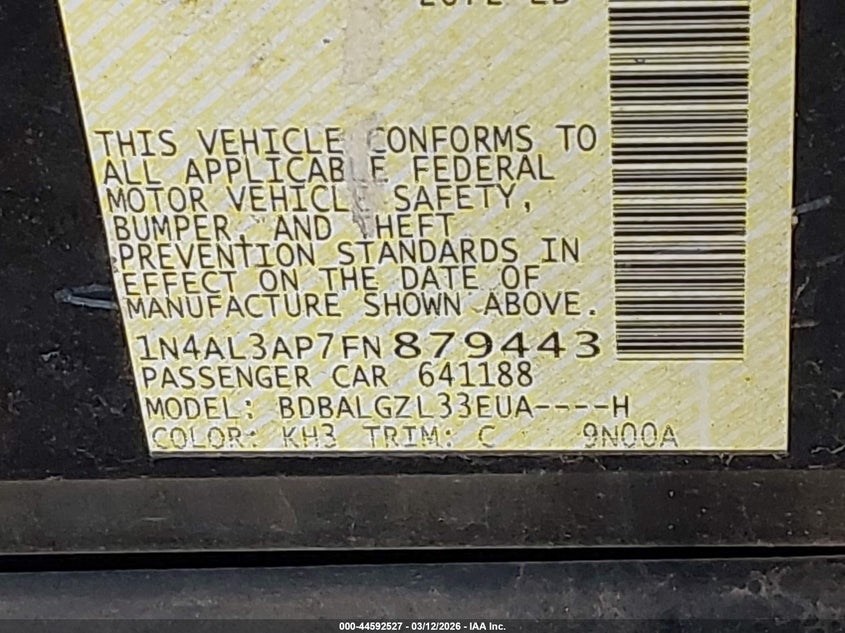 THIS VEHICLE CONFORMS TO
ALL APPLICABLE FEDERAL
MOTOR VEHICLE SAFETY,
BUMPER, AND THEFT
PREVENTION STANDARDS IN
EFFECT ON THE DATE OF
MANUFACTURE SHOWN ABOVE.
1N4AL3AP7FN879443
PASSENGER CAR 641188
MODEL: BDBALGZL33EUA----H
COLOR: KH3 TRIM: C 9N00A
000-44592527 - 03/12/2026 - IAA Inc.